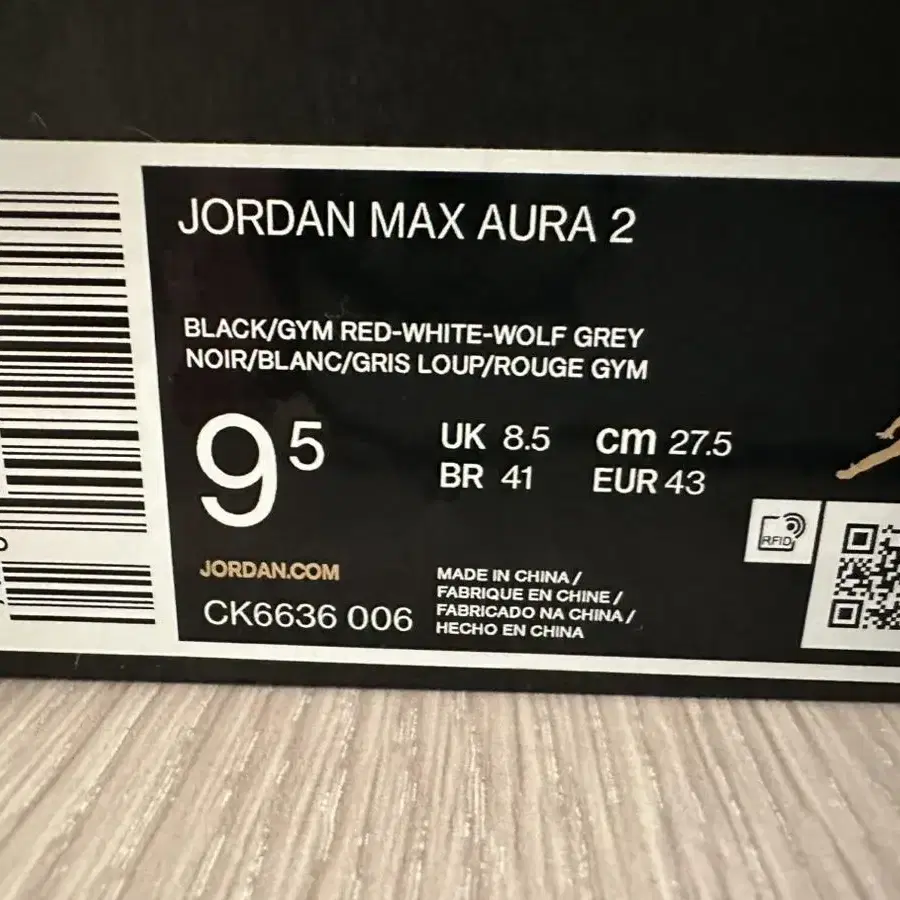 JORDAN MAX AURA 2
BLACK/GYM RED-WHITE-WOLF GREY
NOIR/BLANC/GRIS LOUP/ROUGE GYM
9⁵
UK 8.5 cm 27.5
BR 41 EUR 43
RFID
JORDAN.COM
CK6636 006
MADE IN CHINA /
FABRIQUE EN CHINE /
FABRICADO NA CHINA /
HECHO EN CHINA